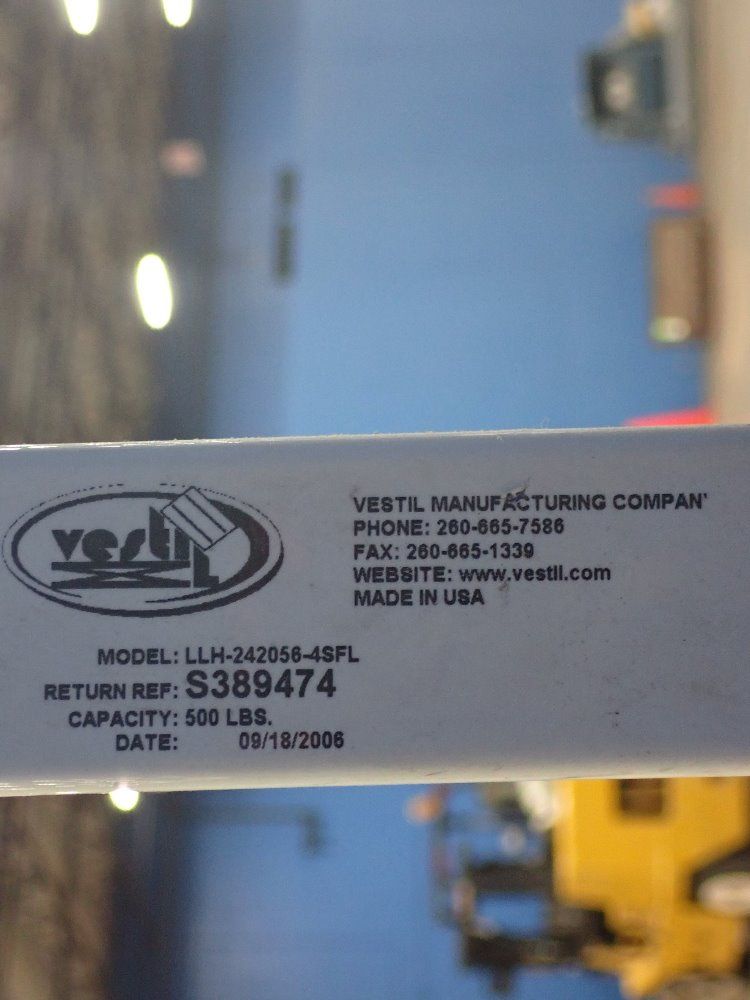 vestil
VESTIL MANUFACTURING COMPAN
PHONE: 260-665-7586
FAX: 260-665-1339
WEBSITE: www.vestil.com
MADE IN USA
MODEL: LLH-242056-4SFL
RETURN REF: S389474
CAPACITY: 500 LBS.
DATE: 09/18/2006